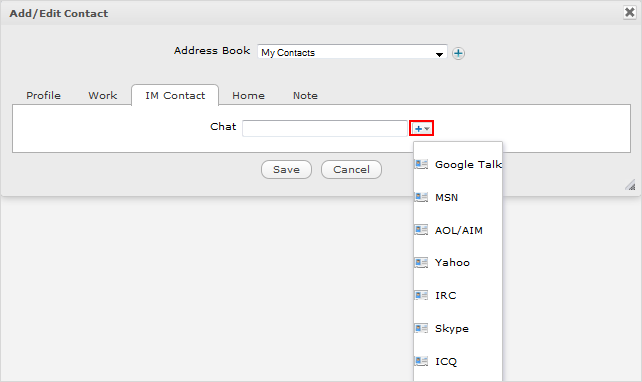 Add/Edit Contact
Address Book My Contacts
Profile Work IM Contact Home Note
Chat
Save Cancel
Google Talk
MSN
AOL/AIM
Yahoo
IRC
Skype
ICQ